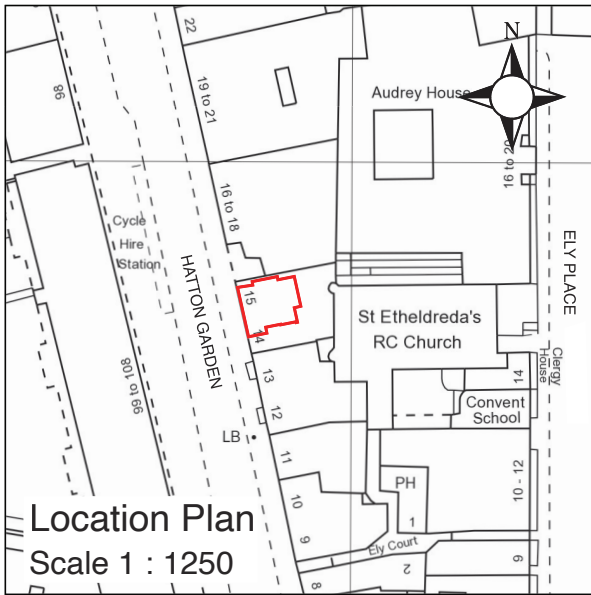 22
N
19 to 21
Audrey House
86
16 to 20
16 to 18
Cycle
Hire
Station
HATTON GARDEN
ELY PLACE
15
14
St Etheldreda's
RC Church
99 to 108
13
12
14
Clergy
House
Convent
School
LB
11
10
9
PH
1
10 - 12
Ely Court
2
9
8
Location Plan
Scale 1 : 1250